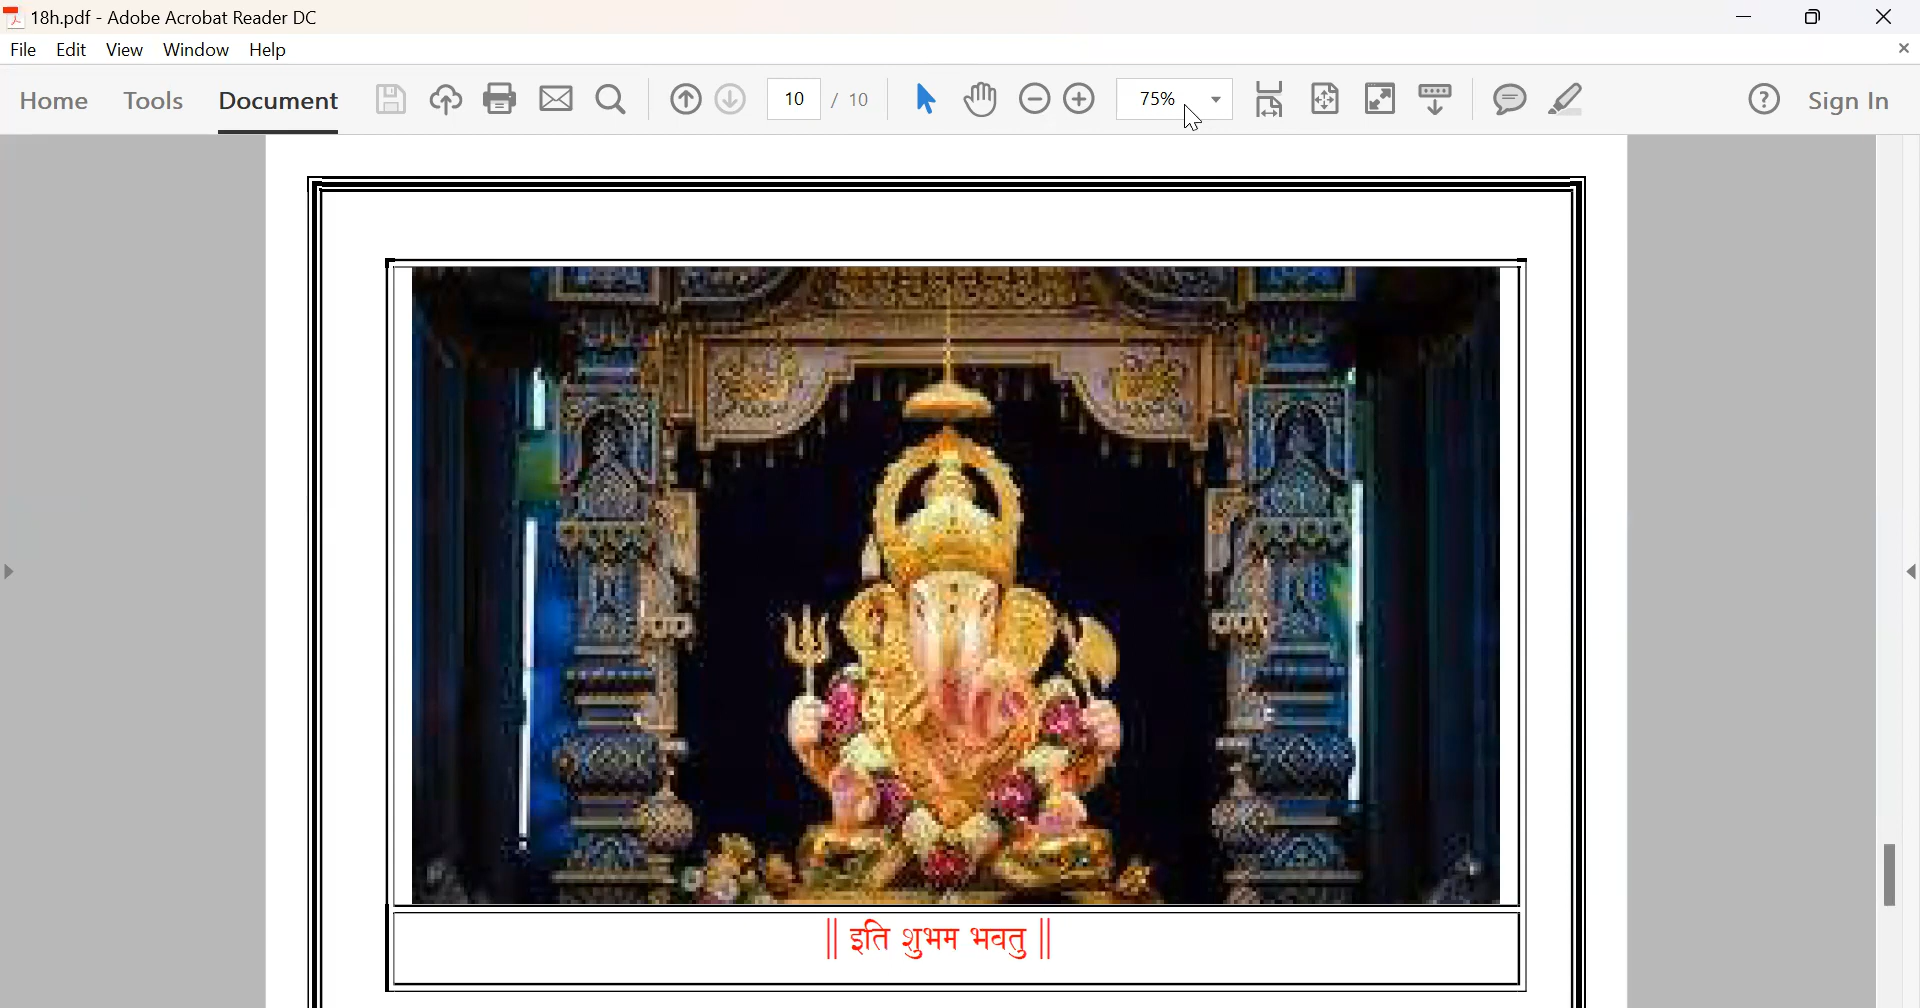 18h.pdf - Adobe Acrobat Reader DC
File Edit View Window Help
Home Tools Document 10 / 10 75% Sign In
|| इति शुभम भवतु ||